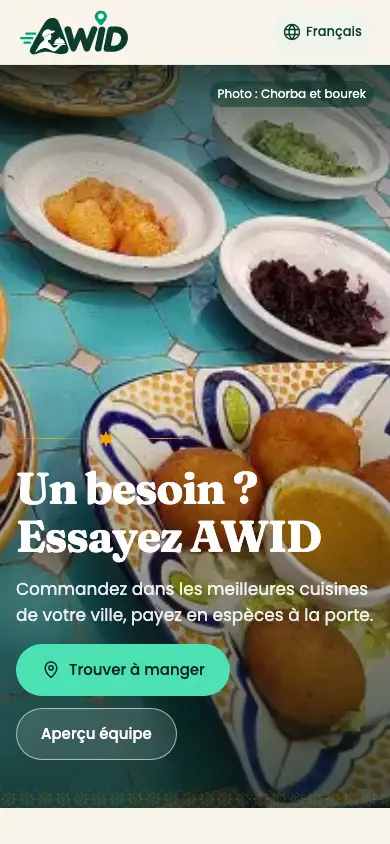 AWID
Français
Photo : Chorba et bourek
Un besoin ?
Essayez AWID
Commandez dans les meilleures cuisines
de votre ville, payez en espèces à la porte.
Trouver à manger
Aperçu équipe